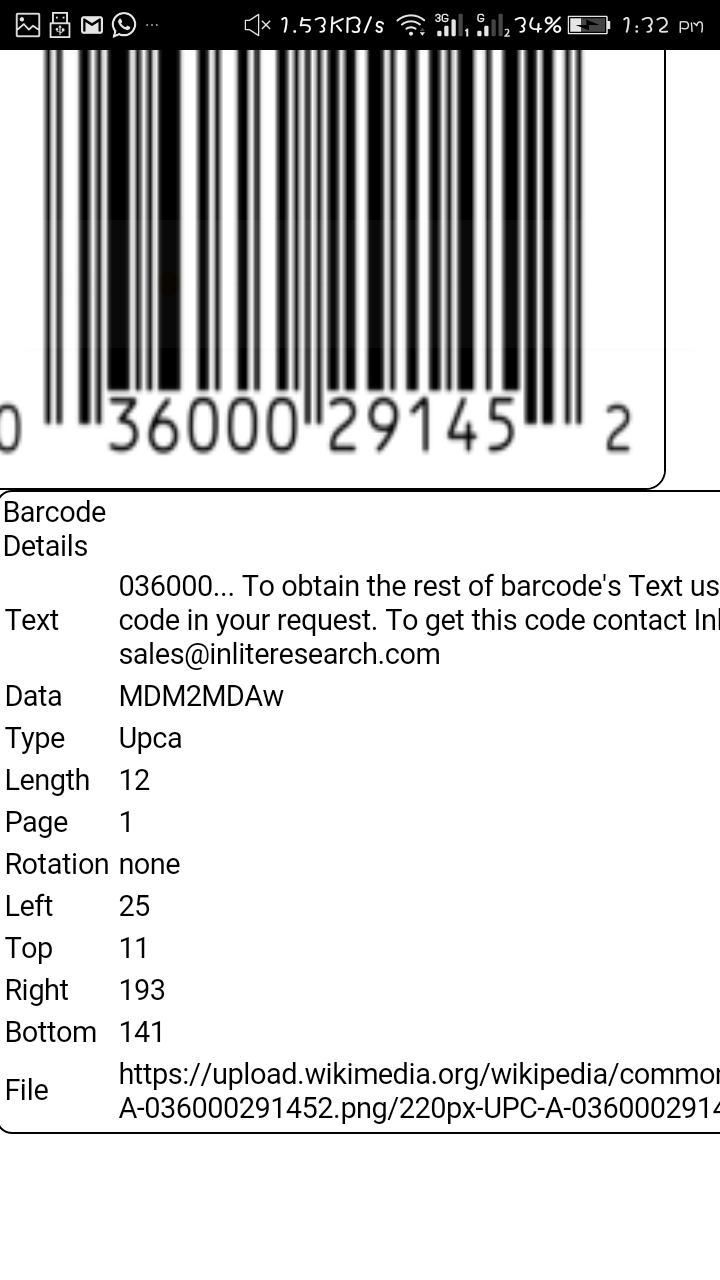 1.53KB/s 3G 1 G 2 34% 1:32 pm
0 36000 29145 2
Barcode
Details
Text 036000... To obtain the rest of barcode's Text us
code in your request. To get this code contact Inl
sales@inliteresearch.com
Data MDM2MDAw
Type Upca
Length 12
Page 1
Rotation none
Left 25
Top 11
Right 193
Bottom 141
File https://upload.wikimedia.org/wikipedia/common
A-036000291452.png/220px-UPC-A-0360002914